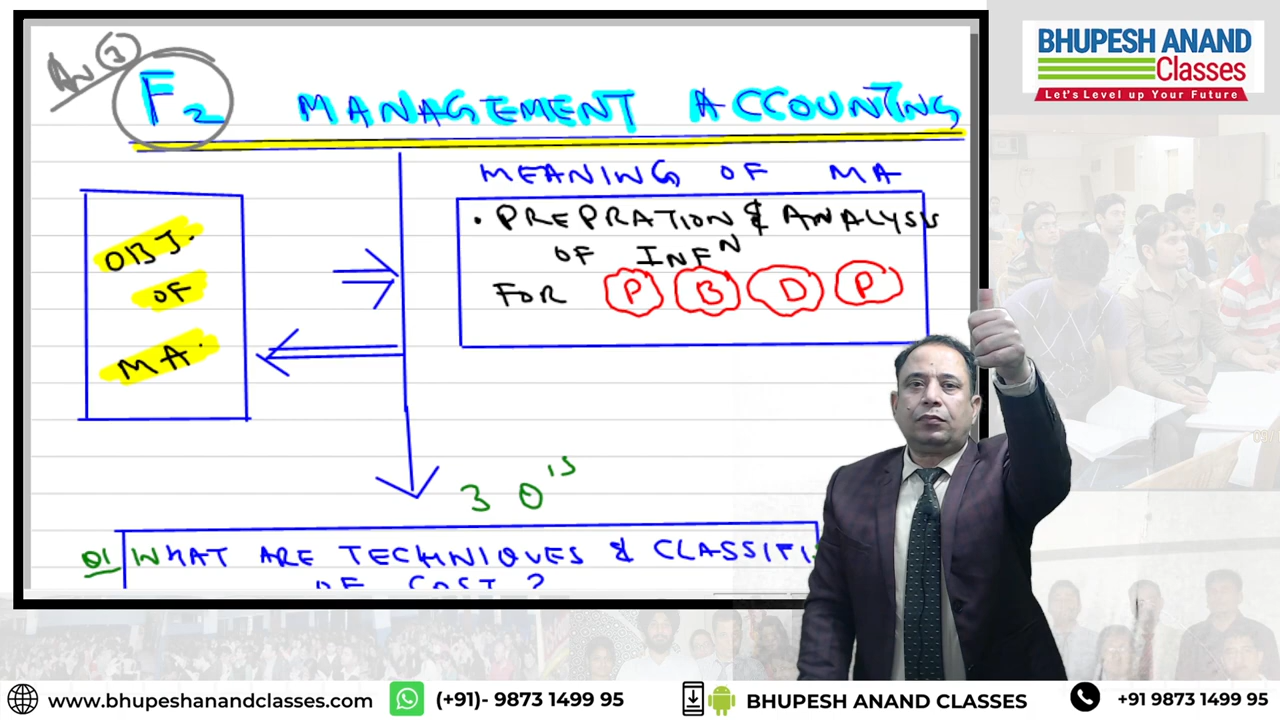 BHUPESH ANAND
Classes
Let's Level up Your Future
F2 MANAGEMENT ACCOUNTING
MEANING OF MA
• PREPRATION & ANALYSIS
OF INFN
FOR P B D P
OBJ.
OF
MA.
3 Q'S
Q1 WHAT ARE TECHNIQUES & CLASSIFI
OF COST ?
www.bhupeshanandclasses.com
(+91)- 9873 1499 95
BHUPESH ANAND CLASSES
+91 9873 1499 95